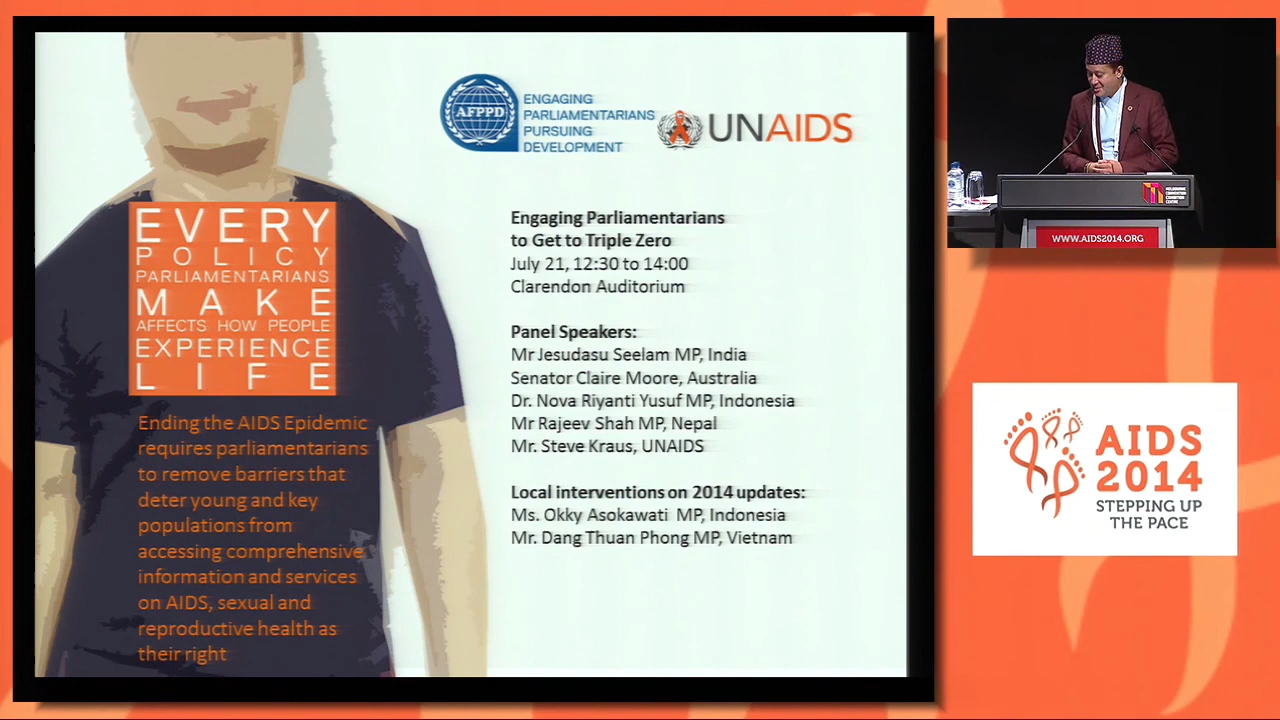 AFPPD
ENGAGING
PARLIAMENTARIANS
PURSUING
DEVELOPMENT
UNAIDS
EVERY
POLICY
PARLIAMENTARIANS
MAKE
AFFECTS HOW PEOPLE
EXPERIENCE
LIFE
Ending the AIDS Epidemic
requires parliamentarians
to remove barriers that
deter young and key
populations from
accessing comprehensive
information and services
on AIDS, sexual and
reproductive health as
their right
Engaging Parliamentarians
to Get to Triple Zero
July 21, 12:30 to 14:00
Clarendon Auditorium
Panel Speakers:
Mr Jesudasu Seelam MP, India
Senator Claire Moore, Australia
Dr. Nova Riyanti Yusuf MP, Indonesia
Mr Rajeev Shah MP, Nepal
Mr. Steve Kraus, UNAIDS
Local interventions on 2014 updates:
Ms. Okky Asokawati MP, Indonesia
Mr. Dang Thuan Phong MP, Vietnam
MELBOURNE
CONVENTION
EXHIBITION
CENTRE
WWW.AIDS2014.ORG
AIDS
2014
STEPPING UP
THE PACE